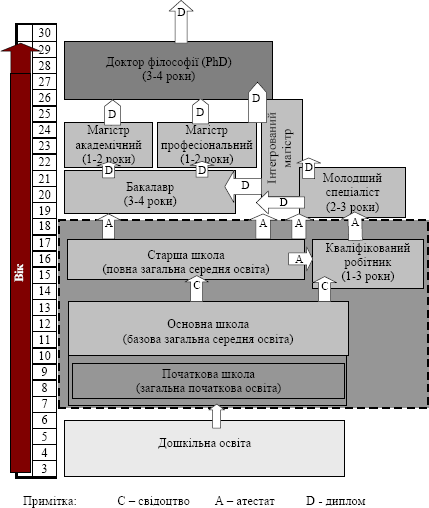 30
29
28
27
26
25
24
23
22
21
20
19
18
17
16
15
14
13
12
11
10
9
8
7
6
5
4
3
Вік
D
Доктор філософії (PhD)
(3-4 роки)
D
D
D
Магістр
академічний
(1-2 роки)
Магістр
професіональний
(1-2 роки)
Інтегрований
магістр
D
D
D
Бакалавр
(3-4 роки)
D
D
Молодший
спеціаліст
(2-3 роки)
A
A
A
A
Старша школа
(повна загальна середня освіта)
A
Кваліфікований
робітник
(1-3 роки)
C
C
Основна школа
(базова загальна середня освіта)
Початкова школа
(загальна початкова освіта)
Дошкільна освіта
Примітка: С – свідоцтво А – атестат D - диплом